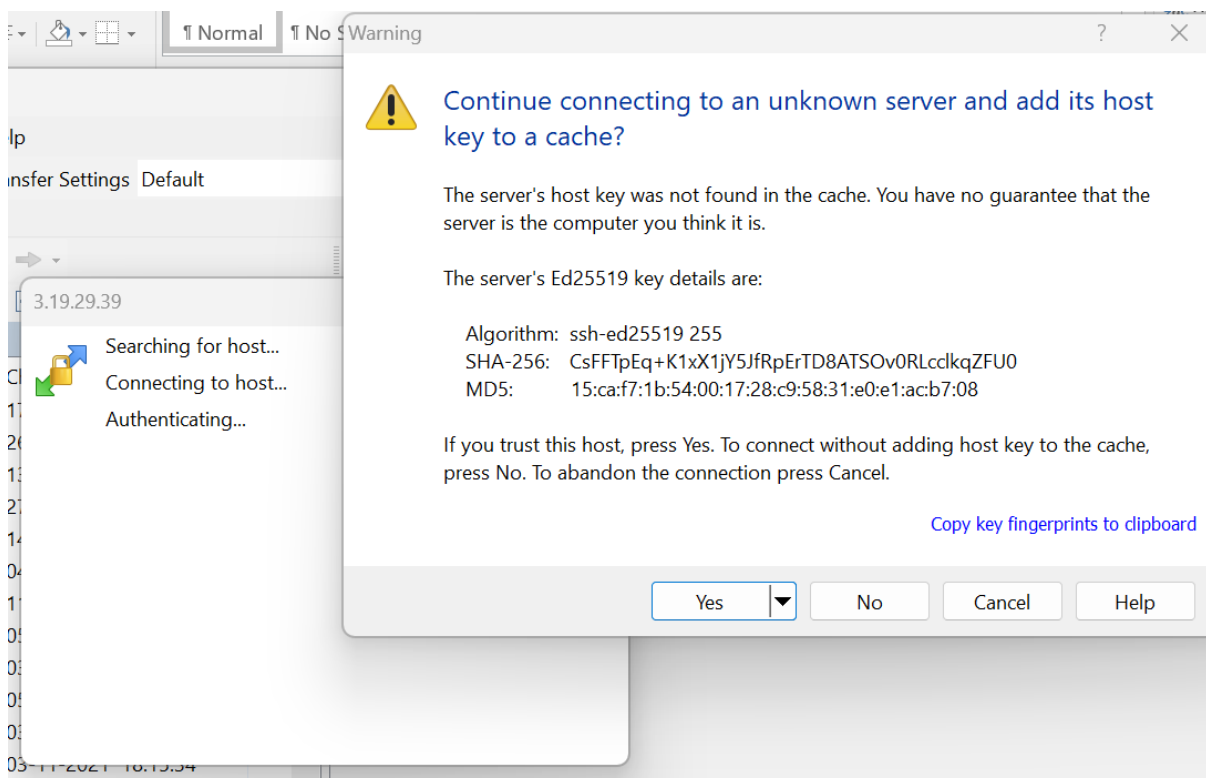 ¶ Normal
¶ No S
Warning
?
Continue connecting to an unknown server and add its host
key to a cache?
The server's host key was not found in the cache. You have no guarantee that the
server is the computer you think it is.
The server's Ed25519 key details are:
Algorithm: ssh-ed25519 255
SHA-256: CsFFTpEq+K1xX1jY5JfRpErTD8ATSOv0RLcclkqZFU0
MD5: 15:ca:f7:1b:54:00:17:28:c9:58:31:e0:e1:ac:b7:08
If you trust this host, press Yes. To connect without adding host key to the cache,
press No. To abandon the connection press Cancel.
Copy key fingerprints to clipboard
Yes
No
Cancel
Help
lp
nsfer Settings Default
3.19.29.39
Searching for host...
Connecting to host...
Authenticating...
03-11-2021 18:15:34